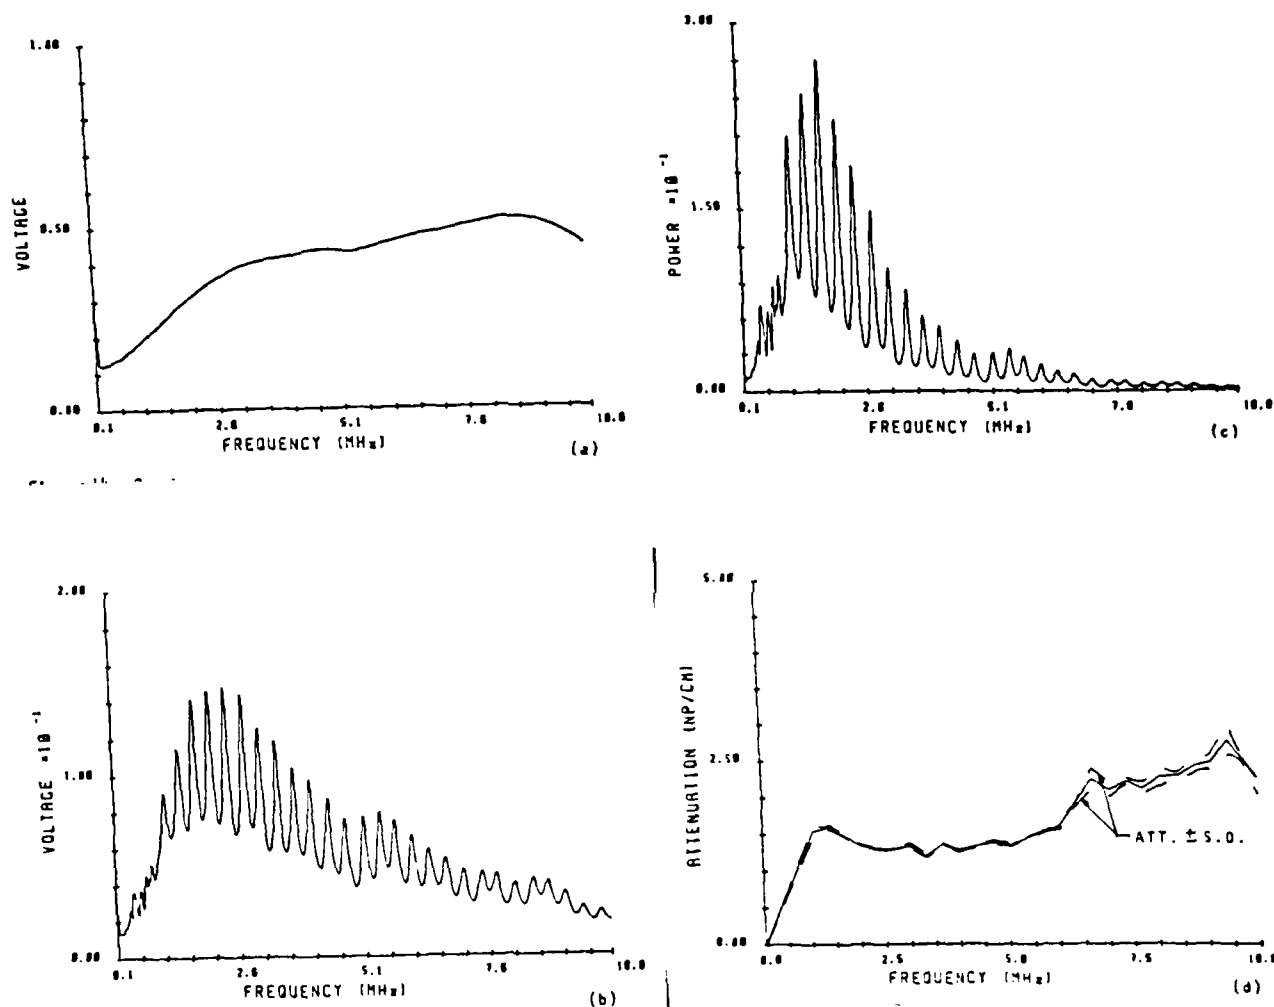 1.00
VOLTAGE
0.50
0.00
0.1
2.6
5.1
7.6
10.0
FREQUENCY (MHz)
(a)
3.00
POWER *10⁻¹
1.50
0.00
0.1
2.6
5.1
7.6
10.0
FREQUENCY (MHz)
(c)
2.00
VOLTAGE *10⁻¹
1.00
0.00
0.1
2.6
5.1
7.6
10.0
FREQUENCY (MHz)
(b)
5.00
ATTENUATION (NP/CM)
2.50
0.00
0.0
2.5
5.0
7.5
10.0
FREQUENCY (MHz)
(d)
ATT. ±S.D.